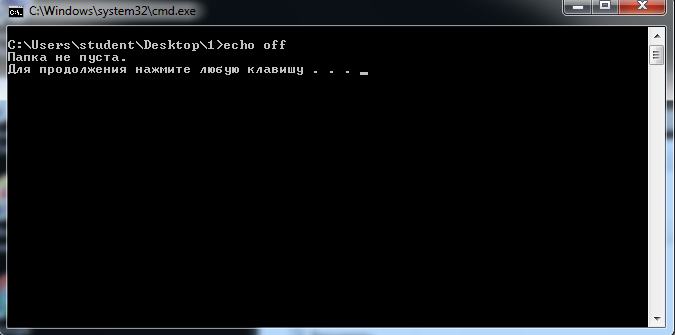 C:\Windows\system32\cmd.exe
C:\Users\student\Desktop\1>echo off
Папка не пуста.
Для продолжения нажмите любую клавишу . . .